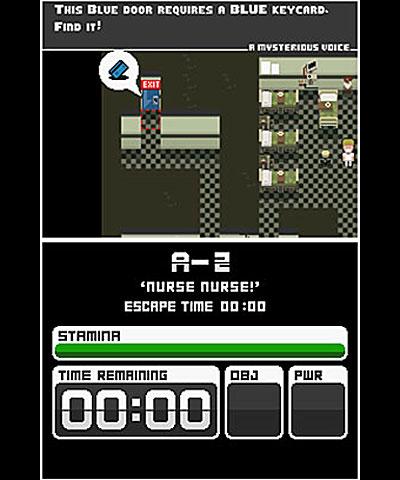 THIS BLUE DOOR REQUIRES A BLUE KEYCARD.
FIND IT!
A MYSTERIOUS VOICE
EXIT
A-2
'NURSE NURSE!'
ESCAPE TIME 00:00
STAMINA
TIME REMAINING
OBJ
PWR
00:00